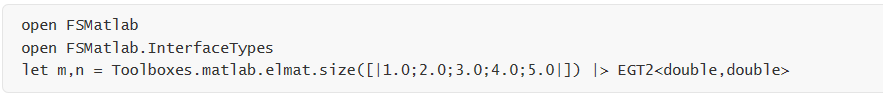 open FSMatlab
open FSMatlab.InterfaceTypes
let m,n = Toolboxes.matlab.elmat.size([|1.0;2.0;3.0;4.0;5.0|]) |> EGT2<double,double>